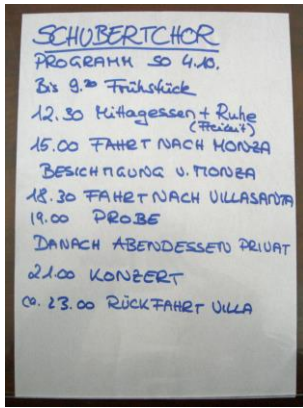 SCHUBERTCHOR
PROGRAMM SO 4.10.
Bis 9.30 Frühstück
12.30 Mittagessen + Ruhe
(Freizeit)
15.00 FAHRT NACH MONZA
BESICHTIGUNG V. MONZA
18.30 FAHRT NACH VILLASANTA
19.00 PROBE
DANACH ABENDESSEN PRIVAT
21.00 KONZERT
ca. 23.00 RÜCKFAHRT VILLA